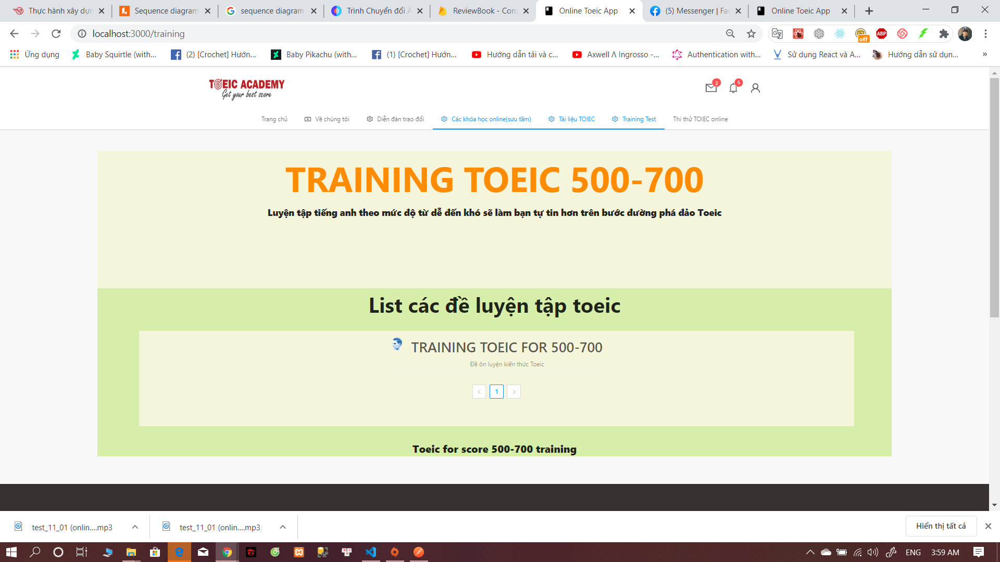 Thực hành xây dựn
Sequence diagram
sequence diagram
Trình Chuyển đổi
ReviewBook - Cons
Online Toeic App
(5) Messenger | Fac
Online Toeic App
localhost:3000/training
off
ABP
Ứng dụng
Baby Squirtle (with...
(2) [Crochet] Hướn...
Baby Pikachu (with...
(1) [Crochet] Hướn...
Hướng dẫn tải và c...
Axwell Λ Ingrosso -...
Authentication with...
Sử dụng React và A...
Hướng dẫn sử dụn...
»
TOEIC ACADEMY
Get your best score
2
5
Trang chủ
Về chúng tôi
Diễn đàn trao đổi
Các khóa học online(sưu tầm)
Tài liệu TOIEC
Training Test
Thi thử TOIEC online
TRAINING TOEIC 500-700
Luyện tập tiếng anh theo mức độ từ dễ đến khó sẽ làm bạn tự tin hơn trên bước đường phá đảo Toeic
List các đề luyện tập toeic
TRAINING TOEIC FOR 500-700
Đề ôn luyện kiến thức Toeic
< 1 >
Toeic for score 500-700 training
test_11_01 (onlin....mp3
test_11_01 (onlin....mp3
Hiển thị tất cả
ENG
3:59 AM